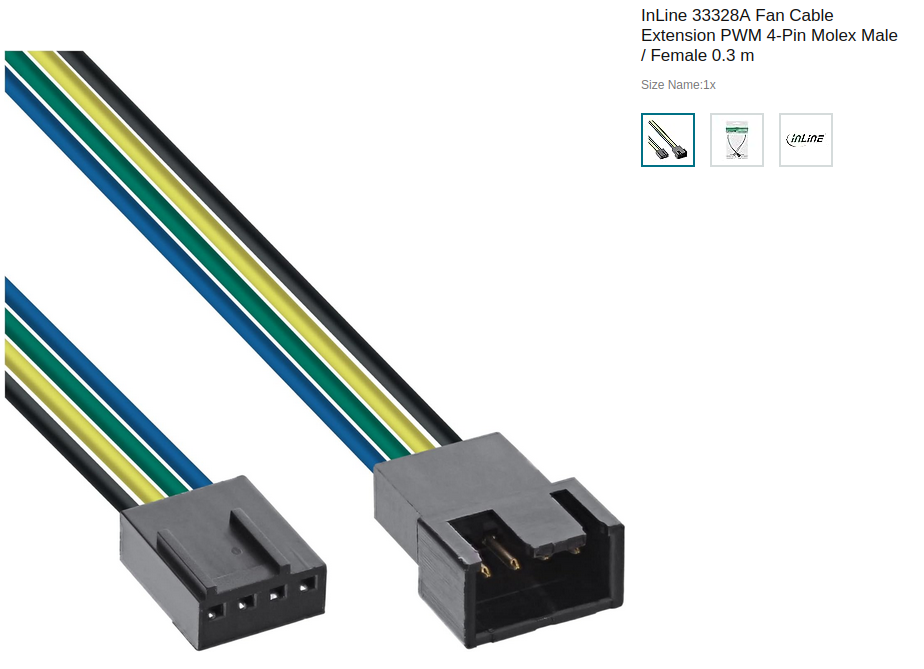 InLine 33328A Fan Cable
Extension PWM 4-Pin Molex Male
/ Female 0.3 m
Size Name:1x
inLine